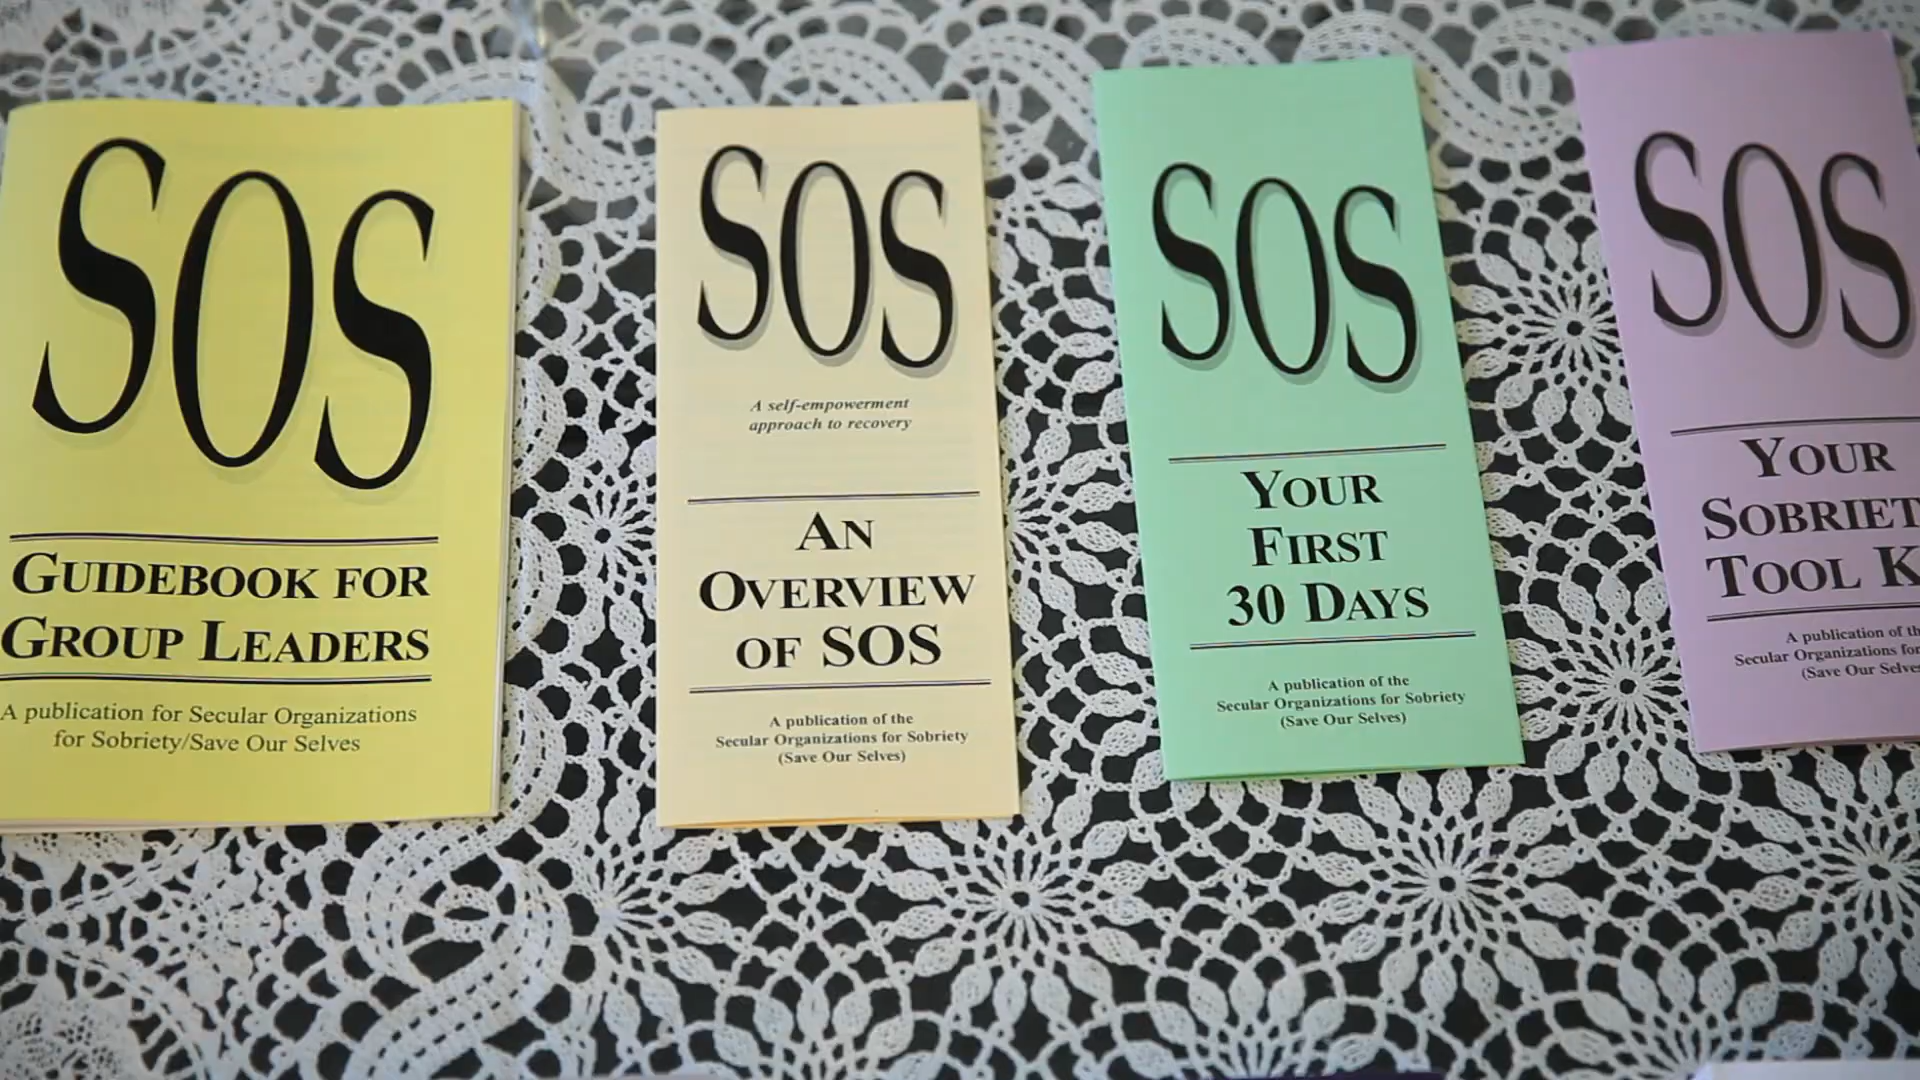 SOS
GUIDEBOOK FOR
GROUP LEADERS
A publication for Secular Organizations
for Sobriety/Save Our Selves
SOS
A self-empowerment
approach to recovery
AN
OVERVIEW
OF SOS
A publication of the
Secular Organizations for Sobriety
(Save Our Selves)
SOS
YOUR
FIRST
30 DAYS
A publication of the
Secular Organizations for Sobriety
(Save Our Selves)
SOS
YOUR
SOBRIET
TOOL K
A publication of th
Secular Organizations for
(Save Our Selves